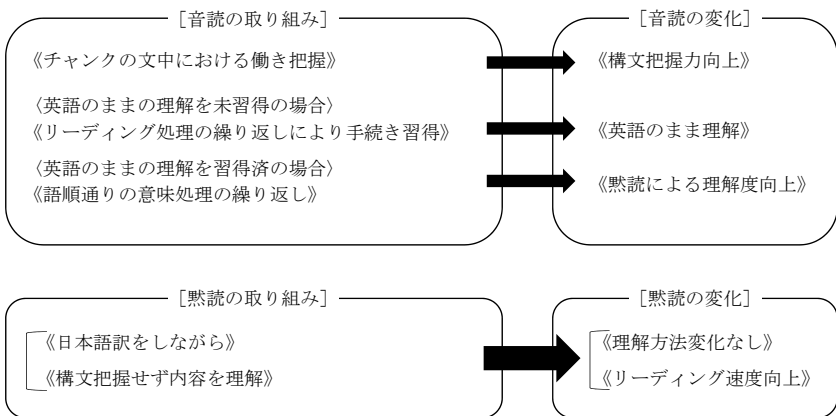 ［音読の取り組み］
《チャンクの文中における働き把握》
〈英語のままの理解を未習得の場合〉
《リーディング処理の繰り返しにより手続き習得》
〈英語のままの理解を習得済の場合〉
《語順通りの意味処理の繰り返し》
［音読の変化］
《構文把握力向上》
《英語のまま理解》
《黙読による理解度向上》
［黙読の取り組み］
《日本語訳をしながら》
《構文把握せず内容を理解》
［黙読の変化］
《理解方法変化なし》
《リーディング速度向上》